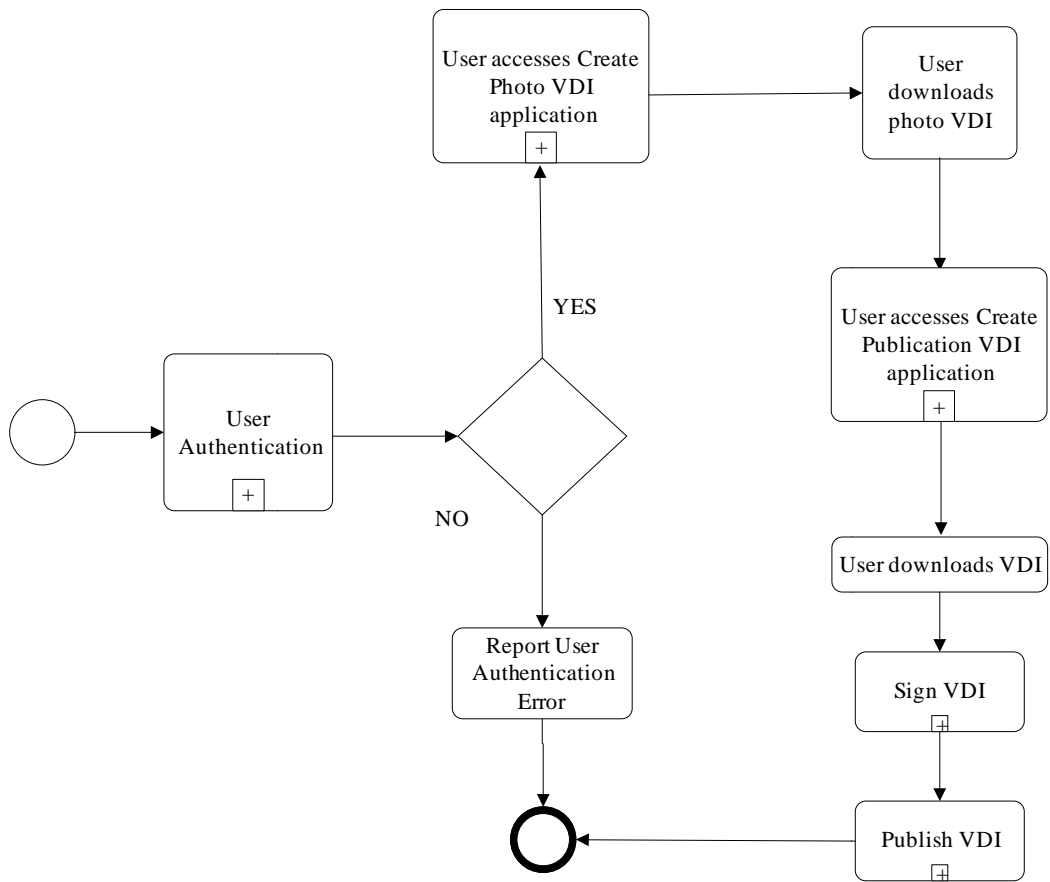 User accesses Create
Photo VDI
application
+
User
downloads
photo VDI
YES
User accesses Create
Publication VDI
application
+
User
Authentication
+
NO
User downloads VDI
Report User
Authentication
Error
Sign VDI
+
Publish VDI
+